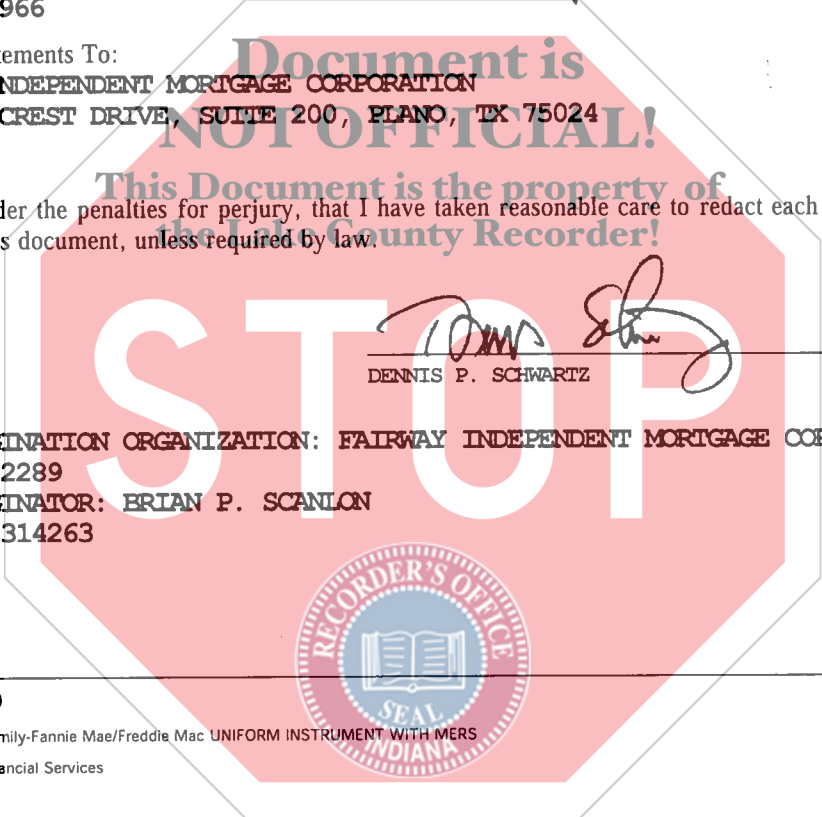 966
ements To:
NDEPENDENT MORTGAGE CORPORATION
CREST DRIVE, SUITE 200, PLANO, TX 75024
Document is
NOT OFFICIAL!
This Document is the property of
the Lake County Recorder!
der the penalties for perjury, that I have taken reasonable care to redact each
s document, unless required by law.
STOP
DENNIS P. SCHWARTZ
INATION ORGANIZATION: FAIRWAY INDEPENDENT MORTGAGE COR
2289
INATOR: BRIAN P. SCANLON
314263
RECORDER'S OFFICE
SEAL
INDIANA
mily-Fannie Mae/Freddie Mac UNIFORM INSTRUMENT WITH MERS
ancial Services